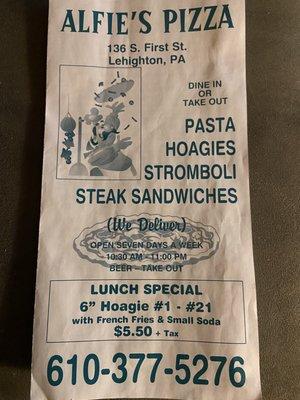 ALFIE'S PIZZA
136 S. First St.
Lehighton, PA
DINE IN
OR
TAKE OUT
PASTA
HOAGIES
STROMBOLI
STEAK SANDWICHES
(We Deliver)
OPEN SEVEN DAYS A WEEK
10:30 AM - 11:00 PM
BEER – TAKE OUT
LUNCH SPECIAL
6" Hoagie #1 - #21
with French Fries & Small Soda
$5.50 + Tax
610-377-5276